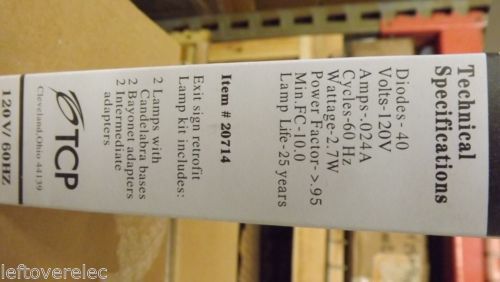 Technical
Specifications
Diodes-40
Volts-120V
Amps-.024A
Cycles-60 Hz
Wattage-2.7W
Power Factor->.95
Min.FC-10.0
Lamp Life-25 years
Item # 20714
Exit sign retrofit
Lamp kit includes:
2 Lamps with
Candelabra bases
2 Bayonet adapters
2 Intermediate
adapters
TCP
Cleveland,Ohio 44139
120V/60HZ
leftoverelec